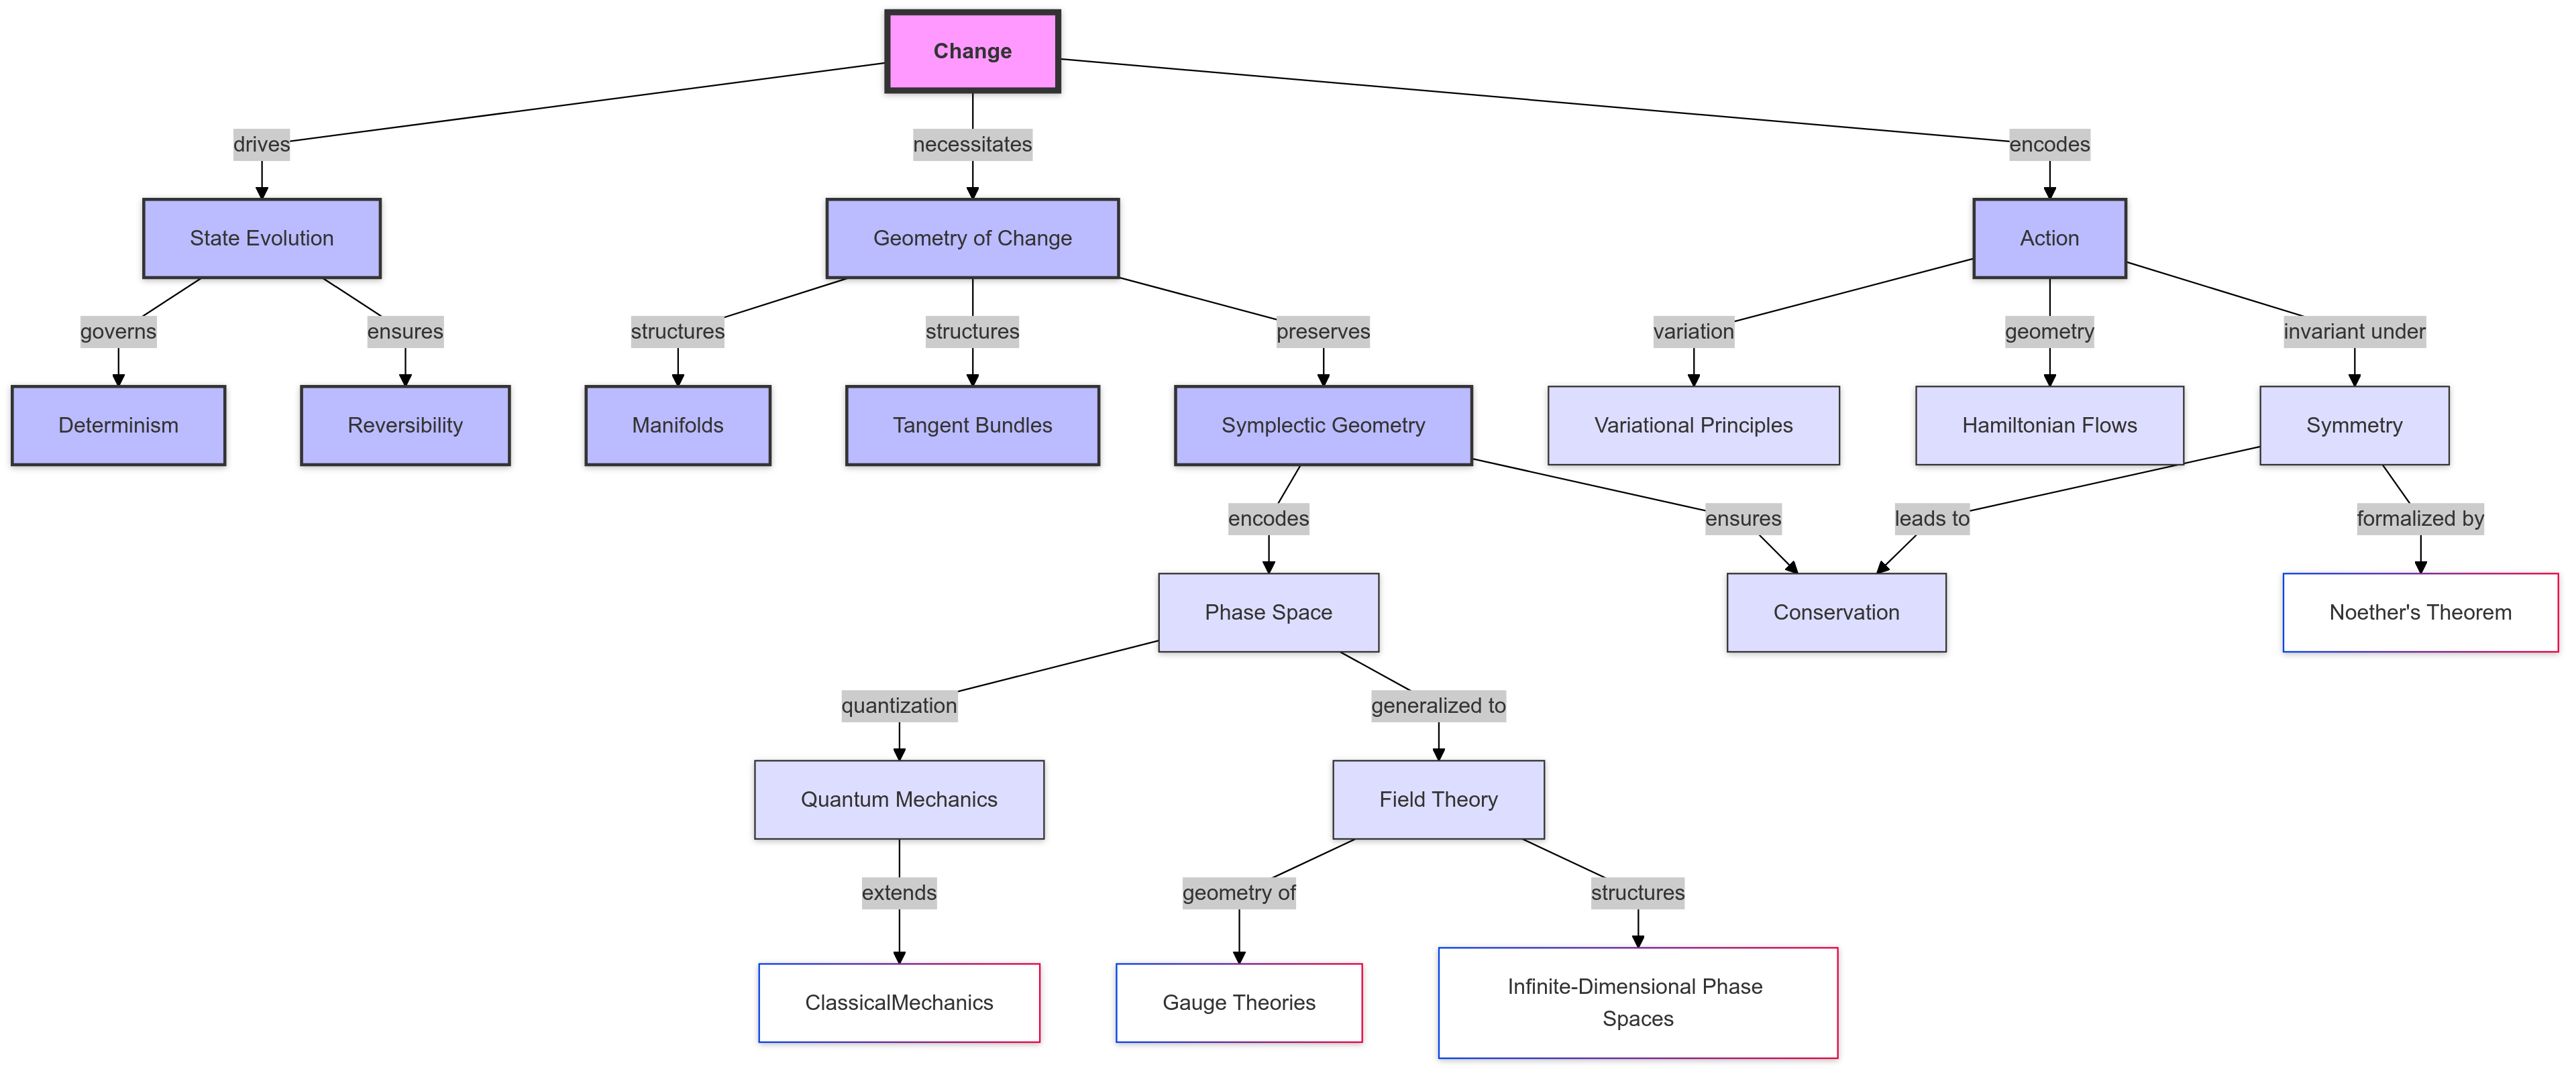 Change
drives
necessitates
encodes
State Evolution
Geometry of Change
Action
governs
ensures
structures
structures
preserves
variation
geometry
invariant under
Determinism
Reversibility
Manifolds
Tangent Bundles
Symplectic Geometry
Variational Principles
Hamiltonian Flows
Symmetry
encodes
ensures
leads to
formalized by
Phase Space
Conservation
Noether's Theorem
quantization
generalized to
Quantum Mechanics
Field Theory
extends
geometry of
structures
ClassicalMechanics
Gauge Theories
Infinite-Dimensional Phase
Spaces